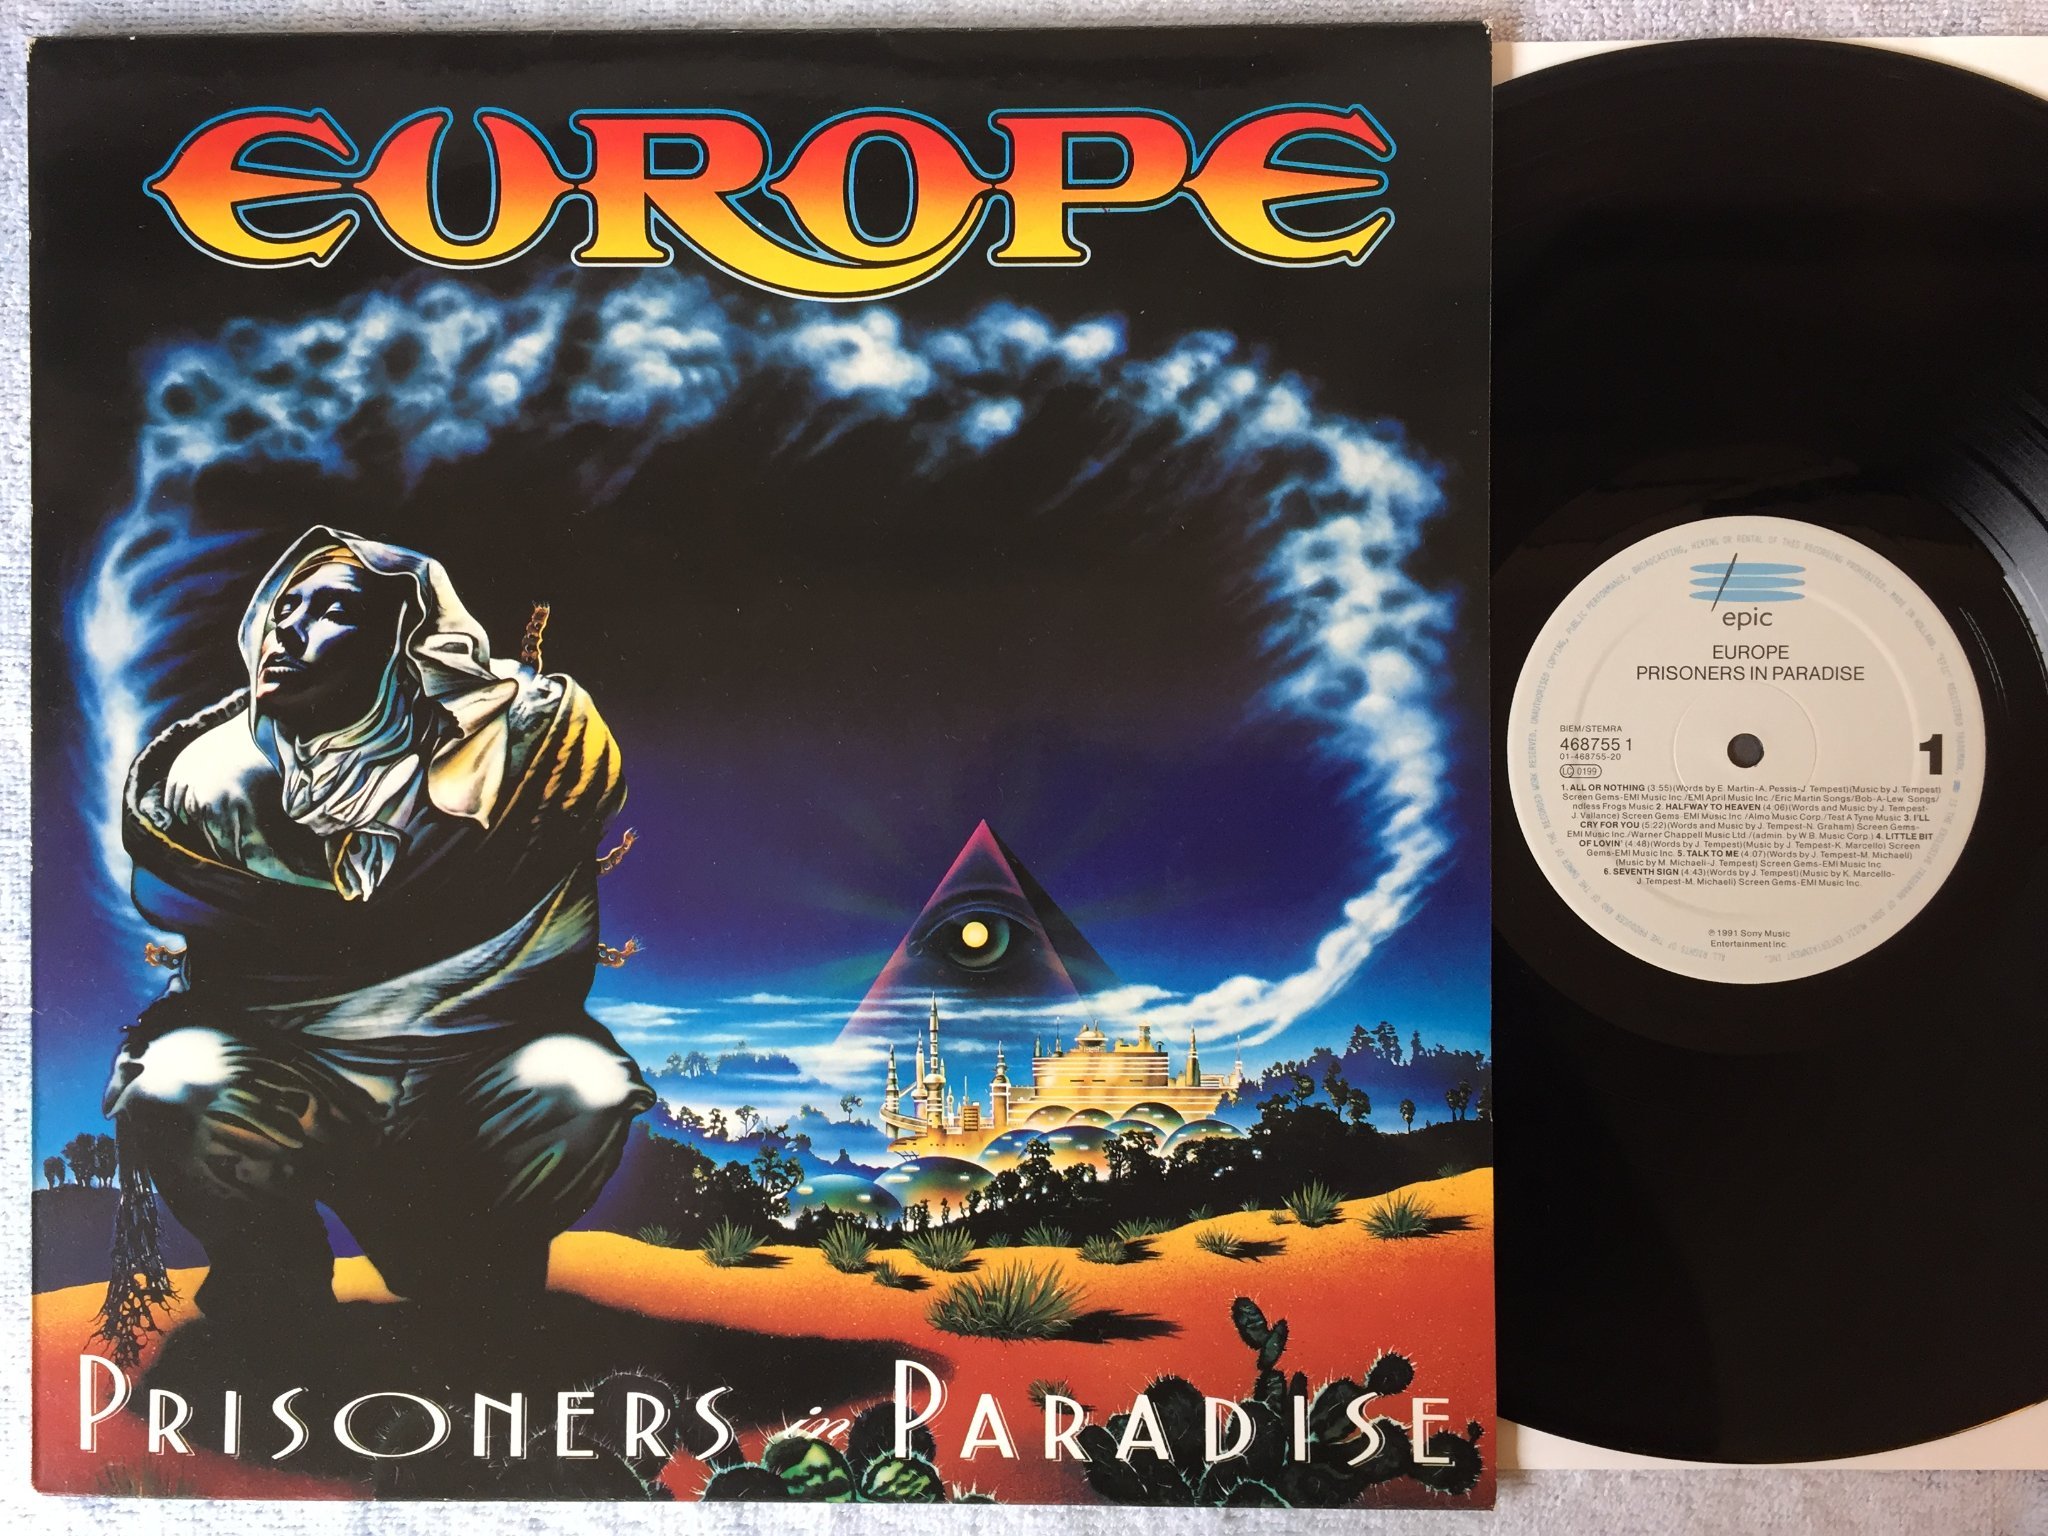 EUROPE
PRISONERS in PARADISE
epic
EUROPE
PRISONERS IN PARADISE
BIEM/STEMRA
468755 1
01-468755-20
LC 0199
1
1. ALL OR NOTHING (3:55)(Words by E. Martin-A. Pessis-J. Tempest)(Music by J. Tempest)
Screen Gems-EMI Music Inc./EMI April Music Inc./Eric Martin Songs/Bob-A-Lew Songs/
ndless Frogs Music 2. HALFWAY TO HEAVEN (4:06)(Words and Music by J. Tempest-
J. Vallance) Screen Gems-EMI Music Inc./Almo Music Corp./Test A Tyne Music 3. I'LL
CRY FOR YOU (5:22)(Words and Music by J. Tempest-N. Graham) Screen Gems-
EMI Music Inc./Warner Chappell Music Ltd./(admin. by W.B. Music Corp.) 4. LITTLE BIT
OF LOVIN' (4:48)(Words by J. Tempest)(Music by J. Tempest-K. Marcello) Screen
Gems-EMI Music Inc. 5. TALK TO ME (4:07)(Words by J. Tempest-M. Michaeli)
(Music by M. Michaeli-J. Tempest) Screen Gems-EMI Music Inc.
6. SEVENTH SIGN (4:43)(Words by J. Tempest)(Music by K. Marcello-
J. Tempest-M. Michaeli) Screen Gems-EMI Music Inc.
℗ 1991 Sony Music
Entertainment Inc.